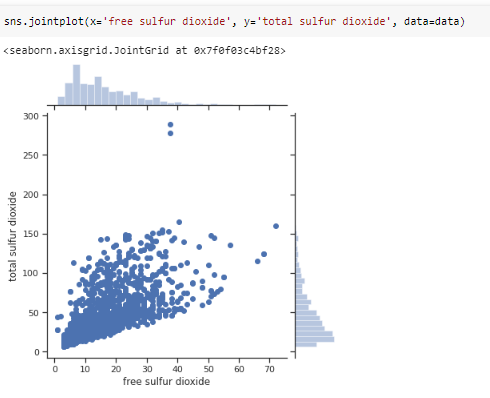 sns.jointplot(x='free sulfur dioxide', y='total sulfur dioxide', data=data)
<seaborn.axisgrid.JointGrid at 0x7f0f03c4bf28>
300
250
200
150
100
50
0
total sulfur dioxide
0 10 20 30 40 50 60 70
free sulfur dioxide